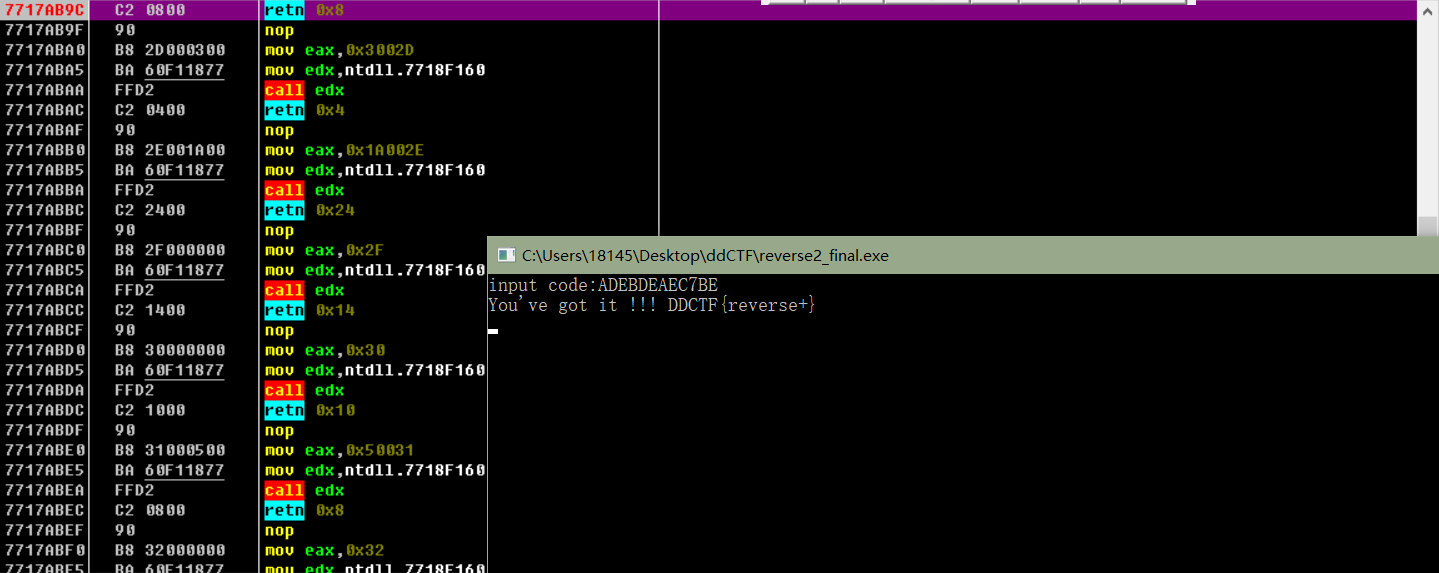 7717AB9C C2 0800 retn 0x8
7717AB9F 90 nop
7717ABA0 B8 2D000300 mov eax,0x3002D
7717ABA5 BA 60F11877 mov edx,ntdll.7718F160
7717ABAA FFD2 call edx
7717ABAC C2 0400 retn 0x4
7717ABAF 90 nop
7717ABB0 B8 2E001A00 mov eax,0x1A002E
7717ABB5 BA 60F11877 mov edx,ntdll.7718F160
7717ABBA FFD2 call edx
7717ABBC C2 2400 retn 0x24
7717ABBF 90 nop
7717ABC0 B8 2F000000 mov eax,0x2F
7717ABC5 BA 60F11877 mov edx,ntdll.7718F160
7717ABCA FFD2 call edx
7717ABCC C2 1400 retn 0x14
7717ABCF 90 nop
7717ABD0 B8 30000000 mov eax,0x30
7717ABD5 BA 60F11877 mov edx,ntdll.7718F160
7717ABDA FFD2 call edx
7717ABDC C2 1000 retn 0x10
7717ABDF 90 nop
7717ABE0 B8 31000500 mov eax,0x50031
7717ABE5 BA 60F11877 mov edx,ntdll.7718F160
7717ABEA FFD2 call edx
7717ABEC C2 0800 retn 0x8
7717ABEF 90 nop
7717ABF0 B8 32000000 mov eax,0x32
BA 60F11877 mov edx,ntdll.7718F160
C:\Users\18145\Desktop\ddCTF\reverse2_final.exe
input code:ADEBDEAEC7BE
You've got it !!! DDCTF{reverse+}